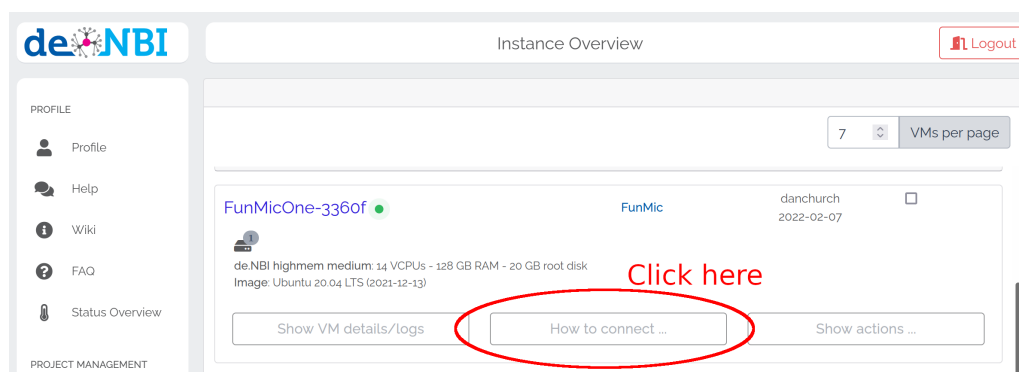 de.NBI
Instance Overview
Logout
PROFILE
7
VMs per page
Profile
Help
FunMicOne-3360f
FunMic
danchurch
2022-02-07
Wiki
1
de.NBI highmem medium: 14 VCPUs - 128 GB RAM - 20 GB root disk
Click here
FAQ
Image: Ubuntu 20.04 LTS (2021-12-13)
Status Overview
Show VM details/logs
How to connect ...
Show actions ...
PROJECT MANAGEMENT